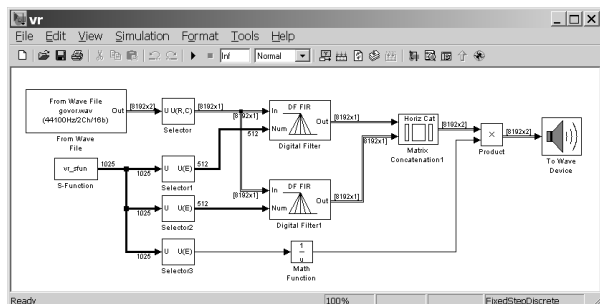 vr
File Edit View Simulation Format Tools Help
Inf Normal
From Wave File
govor.wav
(44100Hz/2Ch/16b)
Out
[8192x2]
From Wave
File
U U(R,C)
Selector
[8192x1]
[8192x1]
In
Num
512
DF FIR
Out
Digital Filter
[8192x1]
[8192x1]
Horiz Cat
Matrix
Concatenation1
[8192x2]
×
Product
[8192x2]
To Wave
Device
vr_sfun
S-Function
1025
1025
U U(E)
512
Selector1
[8192x1]
In
Num
DF FIR
Out
[8192x1]
Digital Filter1
1025
U U(E)
512
Selector2
1025
U U(E)
Selector3
1
u
Math
Function
Ready 100% FixedStepDiscrete